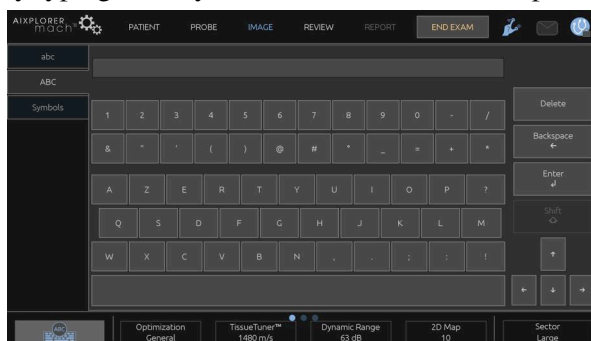 AIXPLORER mach PATIENT PROBE IMAGE REVIEW REPORT END EXAM
abc
ABC
Symbols
1 2 3 4 5 6 7 8 9 0 - /
Delete
& " ' ( ) @ # * _ = + *
Backspace
Enter
A Z E R T Y U I O P ?
Q S D F G H J K L M
Shift
W X C V B N , . ; : !
ABC
Optimization TissueTuner™ Dynamic Range 2D Map Sector
General 1480 m/s 63 dB 10 Large